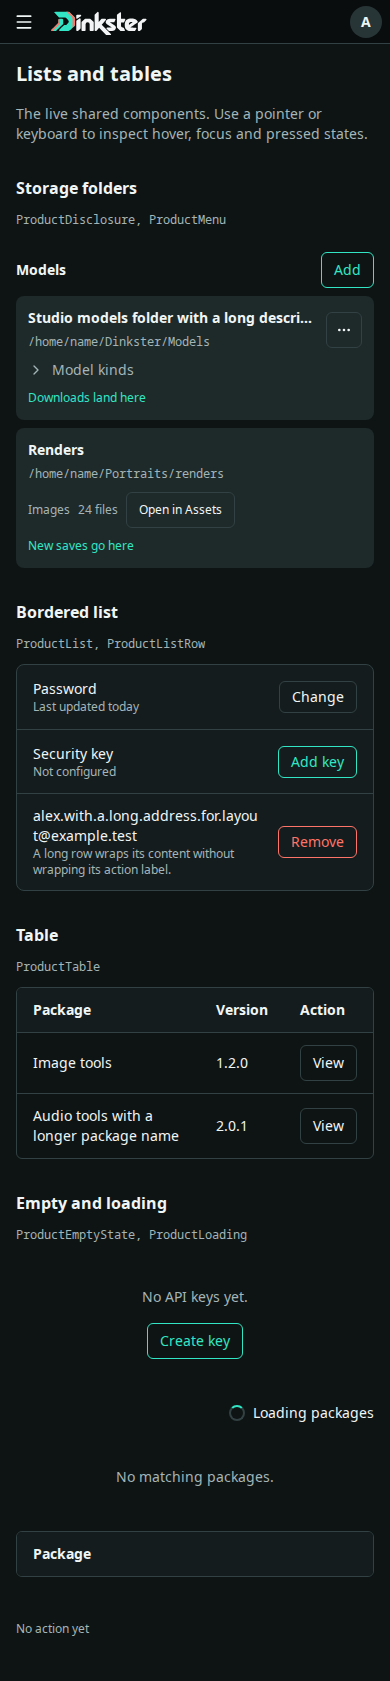 Dinkster
A
Lists and tables
The live shared components. Use a pointer or
keyboard to inspect hover, focus and pressed states.
Storage folders
ProductDisclosure, ProductMenu
Models
Add
Studio models folder with a long descri...
/home/name/Dinkster/Models
Model kinds
Downloads land here
Renders
/home/name/Portraits/renders
Images 24 files Open in Assets
New saves go here
Bordered list
ProductList, ProductListRow
Password
Last updated today
Change
Security key
Not configured
Add key
alex.with.a.long.address.for.layou
t@example.test
A long row wraps its content without
wrapping its action label.
Remove
Table
ProductTable
Package Version Action
Image tools 1.2.0 View
Audio tools with a
longer package name
2.0.1 View
Empty and loading
ProductEmptyState, ProductLoading
No API keys yet.
Create key
Loading packages
No matching packages.
Package
No action yet